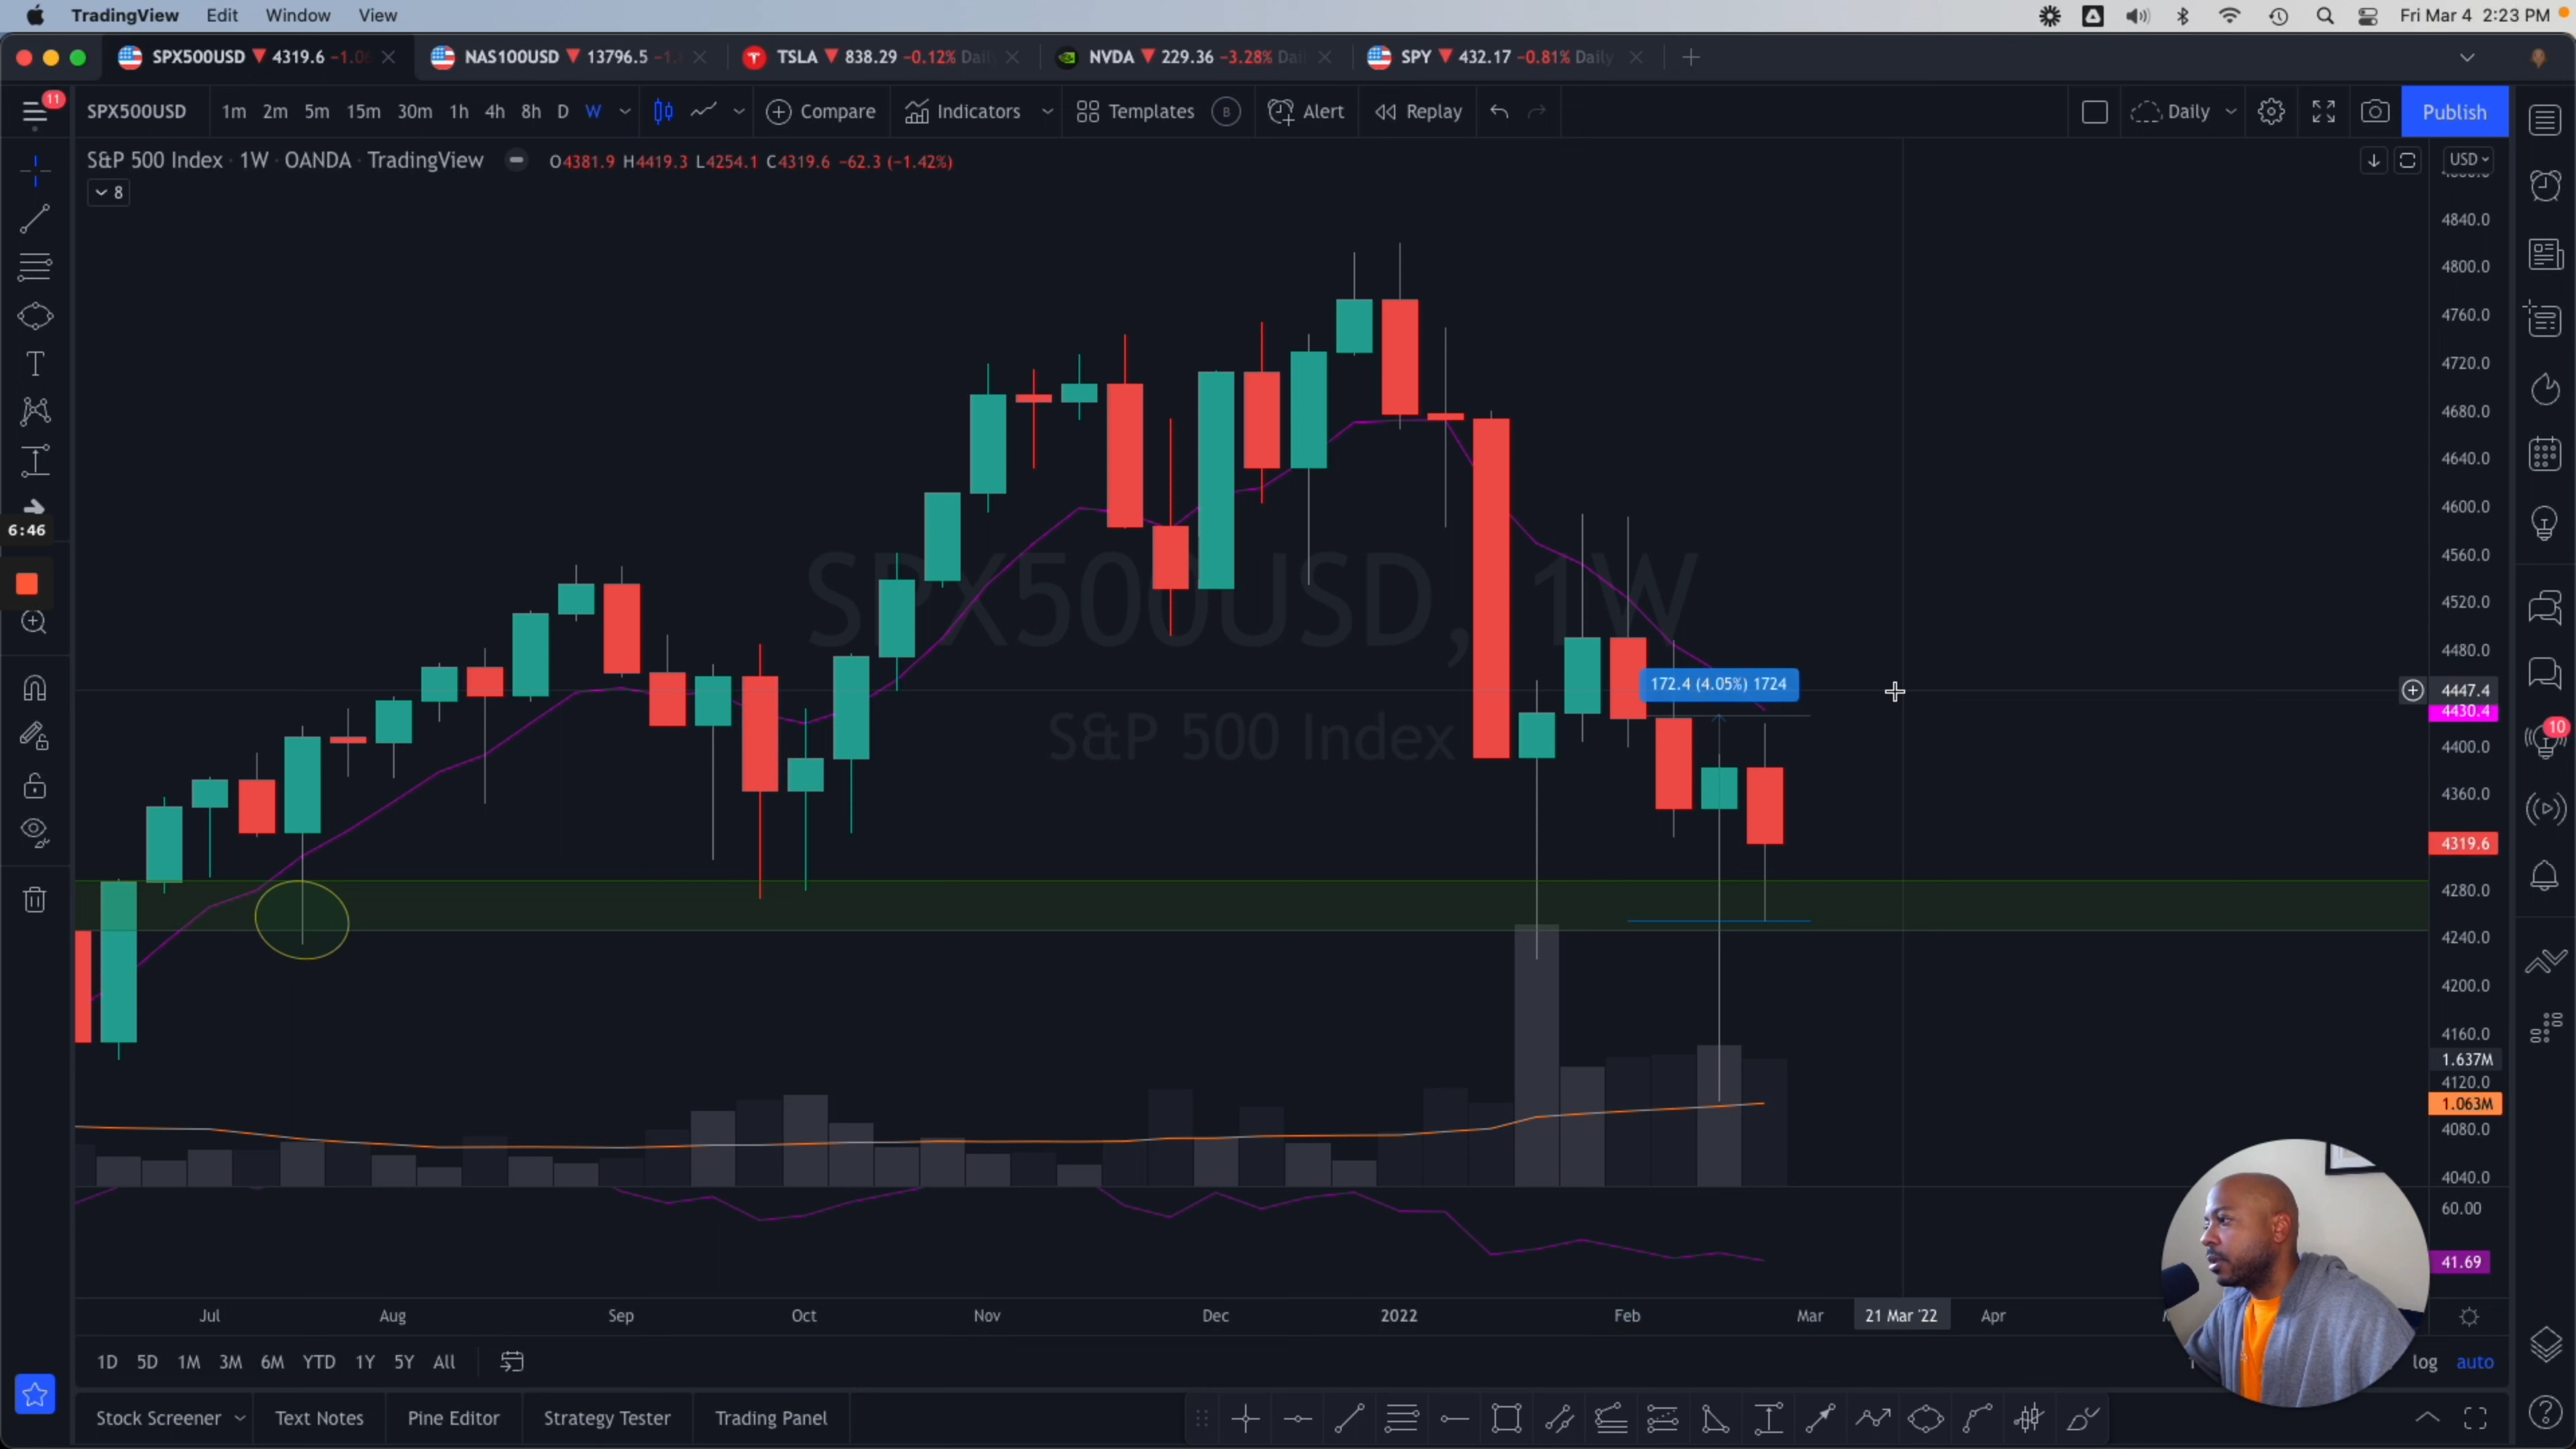 TradingView Edit Window View Fri Mar 4 2:23 PM
SPX500USD 4319.6 NAS100USD 13796.5 TSLA 838.29 -0.12% NVDA 229.36 -3.28% SPY 432.17 -0.81% Daily
11
SPX500USD 1m 2m 5m 15m 30m 1h 4h 8h D W Compare Indicators Templates B Alert Replay Daily Publish
S&P 500 Index · 1W · OANDA · TradingView O4381.9 H4419.3 L4254.1 C4319.6 -62.3 (-1.42%) USD
8
4840.0
4800.0
4760.0
4720.0
4680.0
4640.0
4600.0
4560.0
4520.0
4480.0
4447.4
4430.4
4400.0
4360.0
4319.6
4280.0
4240.0
4200.0
4160.0
1.637M
4120.0
1.063M
4080.0
4040.0
60.00
41.69
SPX500USD, 1W
S&P 500 Index
172.4 (4.05%) 1724
6:46
10
Jul Aug Sep Oct Nov Dec 2022 Feb Mar 21 Mar '22 Apr
1D 5D 1M 3M 6M YTD 1Y 5Y All log auto
Stock Screener Text Notes Pine Editor Strategy Tester Trading Panel